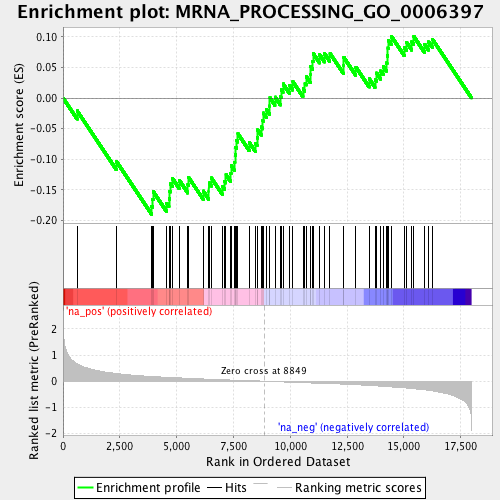 Enrichment plot: MRNA_PROCESSING_GO_0006397
Enrichment score (ES)
0.10
0.05
0.00
-0.05
-0.10
-0.15
-0.20
'na_pos' (positively correlated)
Ranked list metric (PreRanked)
2
1
0
-1
-2
Zero cross at 8849
'na_neg' (negatively correlated)
0 2,500 5,000 7,500 10,000 12,500 15,000 17,500
Rank in Ordered Dataset
Enrichment profile Hits Ranking metric scores